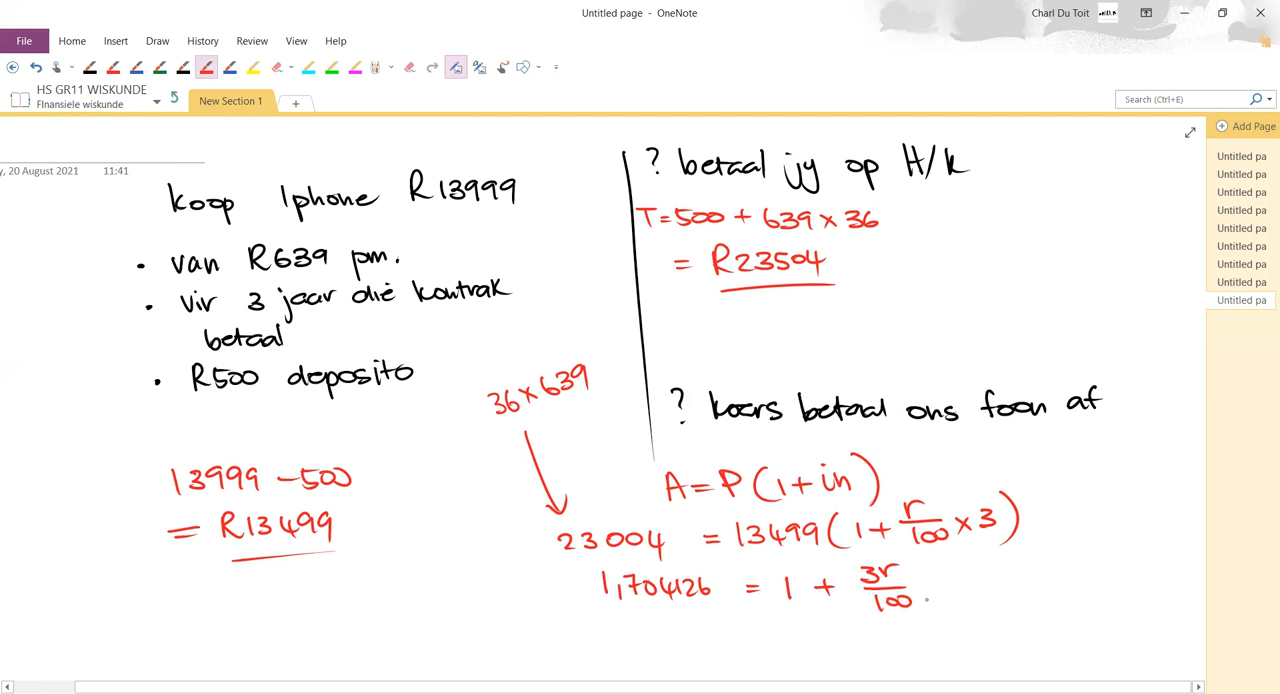 Untitled page - OneNote
Charl Du Toit
File Home Insert Draw History Review View Help
HS GR11 WISKUNDE
FInansiele wiskunde
New Section 1
+
Search (Ctrl+E)
Add Page
Untitled pa
Untitled pa
Untitled pa
Untitled pa
Untitled pa
Untitled pa
Untitled pa
Untitled pa
Untitled pa
y, 20 August 2021 11:41
koop Iphone R13999
• van R639 pm.
• Vir 3 jaar die kontrak
betaal
• R500 deposito
13999 - 500
= R13499
? betaal jy op H/k
T = 500 + 639 x 36
= R23504
? koers betaal ons foon af
36 x 639
A = P(1 + in)
23004 = 13499(1 + r/100 x 3)
1,704126 = 1 + 3r/100